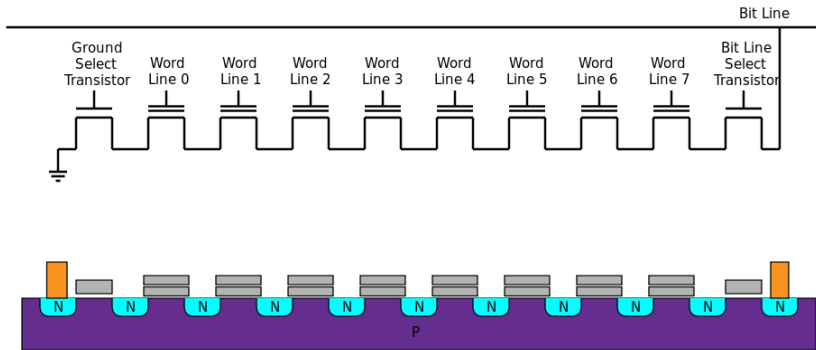 Bit Line
Ground
Select
Transistor
Word
Line 0
Word
Line 1
Word
Line 2
Word
Line 3
Word
Line 4
Word
Line 5
Word
Line 6
Word
Line 7
Bit Line
Select
Transistor
N
N
N
N
N
N
N
N
N
N
N
P